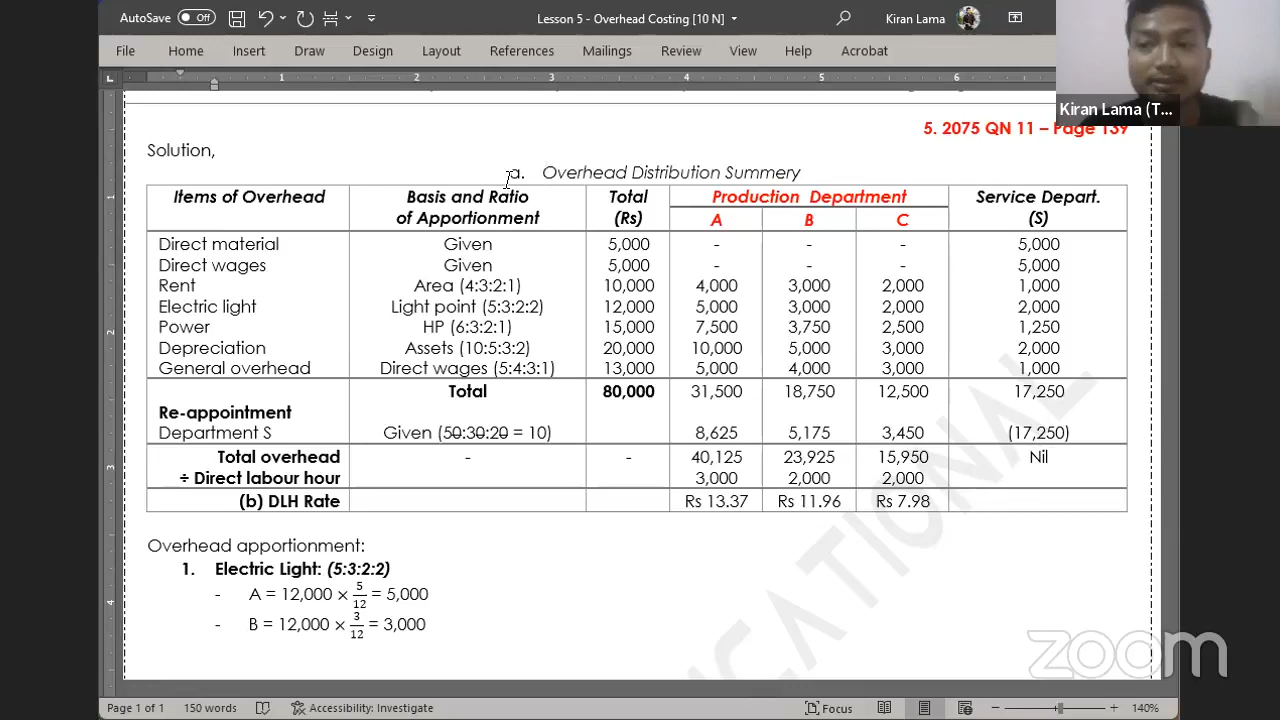 AutoSave Off
Lesson 5 - Overhead Costing [10 N]
Kiran Lama
File Home Insert Draw Design Layout References Mailings Review View Help Acrobat
1 2 3 4 5 6
Kiran Lama (T...
5. 2075 QN 11 – Page 139
Solution,
a. Overhead Distribution Summery
Items of Overhead Basis and Ratio of Apportionment Total (Rs) Production Department Service Depart. (S)
A B C
Direct material Given 5,000 - - - 5,000
Direct wages Given 5,000 - - - 5,000
Rent Area (4:3:2:1) 10,000 4,000 3,000 2,000 1,000
Electric light Light point (5:3:2:2) 12,000 5,000 3,000 2,000 2,000
Power HP (6:3:2:1) 15,000 7,500 3,750 2,500 1,250
Depreciation Assets (10:5:3:2) 20,000 10,000 5,000 3,000 2,000
General overhead Direct wages (5:4:3:1) 13,000 5,000 4,000 3,000 1,000
Total 80,000 31,500 18,750 12,500 17,250
Re-appointment
Department S Given (50:30:20 = 10) 8,625 5,175 3,450 (17,250)
Total overhead - - 40,125 23,925 15,950 Nil
÷ Direct labour hour 3,000 2,000 2,000
(b) DLH Rate Rs 13.37 Rs 11.96 Rs 7.98
Overhead apportionment:
1. Electric Light: (5:3:2:2)
- A = 12,000 × 5/12 = 5,000
- B = 12,000 × 3/12 = 3,000
1 2 3 4
CATIONAL
zoom
Page 1 of 1 150 words Accessibility: Investigate Focus 140%